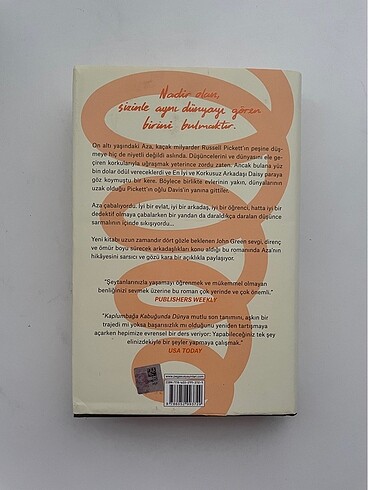 Nadir olan,
sizinle aynı dünyayı gören
birini bulmaktır.
On altı yaşındaki Aza, kaçak milyarder Russell Pickett'ın peşine düş-
meye hiç de niyetli değildi aslında. Düşüncelerini ve dünyasını ele ge-
çiren korkularıyla uğraşmak yeterince zordu zaten. Ancak bulana yüz
bin dolar ödül vereceklerdi ve En İyi ve Korkusuz Arkadaşı Daisy paraya
göz koymuştu bir kere. Böylece birlikte evlerinin yakın, dünyalarının
uzak olduğu Pickett'ın oğlu Davis'in yanına gittiler.
Aza çabalıyordu. İyi bir evlat, iyi bir arkadaş, iyi bir öğrenci, hatta iyi bir
dedektif olmaya çabalarken bir yandan da daraldıkça daralan düşünce
sarmalının içinde sıkışıyordu...
Yeni kitabı uzun zamandır dört gözle beklenen John Green sevgi, direnç
ve ömür boyu sürecek arkadaşlıkları konu aldığı bu romanında Aza'nın
hikâyesini sarsıcı ve gözü kara bir açıklıkla paylaşıyor.
"Şeytanlarınızla yaşamayı öğrenmek ve mükemmel olmayan
benliğinizi sevmek üzerine bu roman çok yerinde ve çok önemli."
PUBLISHERS WEEKLY
"Kaplumbağa Kabuğunda Dünya mutlu son tanımını, aşkın bir
trajedi mi yoksa başarısızlık mı olduğunu yeniden tartışmaya
açarken hepimize evrensel bir ders veriyor: Yapabileceğiniz tek şey
elinizdekiyle bir şeyler yapmaya çalışmak."
USA TODAY